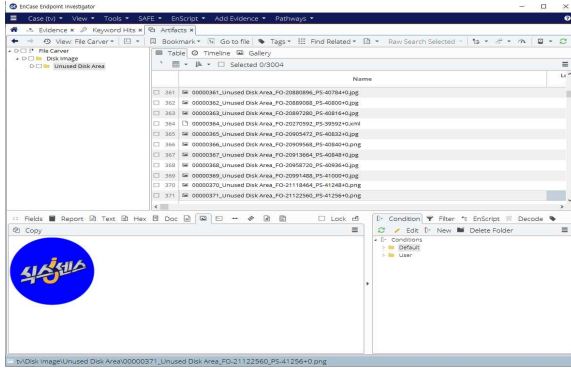 EnCase Endpoint Investigator
Case (tv) View Tools SAFE EnScript Add Evidence Pathways
Evidence × Keyword Hits × Artifacts ×
View: File Carver
Bookmark Go to file Tags Find Related Raw Search Selected
File Carver
Disk Image
Unused Disk Area
Table Timeline Gallery
Selected 0/3004
Name
361 00000361_Unused Disk Area_FO-20880896_PS-40784+0.jpg
362 00000362_Unused Disk Area_FO-20889088_PS-40800+0.jpg
363 00000363_Unused Disk Area_FO-20897280_PS-40816+0.jpg
364 00000364_Unused Disk Area_FO-20270592_PS-39592+0.xml
365 00000365_Unused Disk Area_FO-20905472_PS-40832+0.jpg
366 00000366_Unused Disk Area_FO-20909568_PS-40840+0.png
367 00000367_Unused Disk Area_FO-20913664_PS-40848+0.jpg
368 00000368_Unused Disk Area_FO-20958720_PS-40936+0.jpg
369 00000369_Unused Disk Area_FO-20991488_PS-41000+0.jpg
370 00000370_Unused Disk Area_FO-21118464_PS-41248+0.jpg
371 00000371_Unused Disk Area_FO-21122560_PS-41256+0.png
Fields Report Text Hex Doc Lock
Copy
식스센스
Condition Filter EnScript Decode
Edit New Delete Folder
Conditions
Default
User
tv\Disk Image\Unused Disk Area\00000371_Unused Disk Area_FO-21122560_PS-41256+0.png